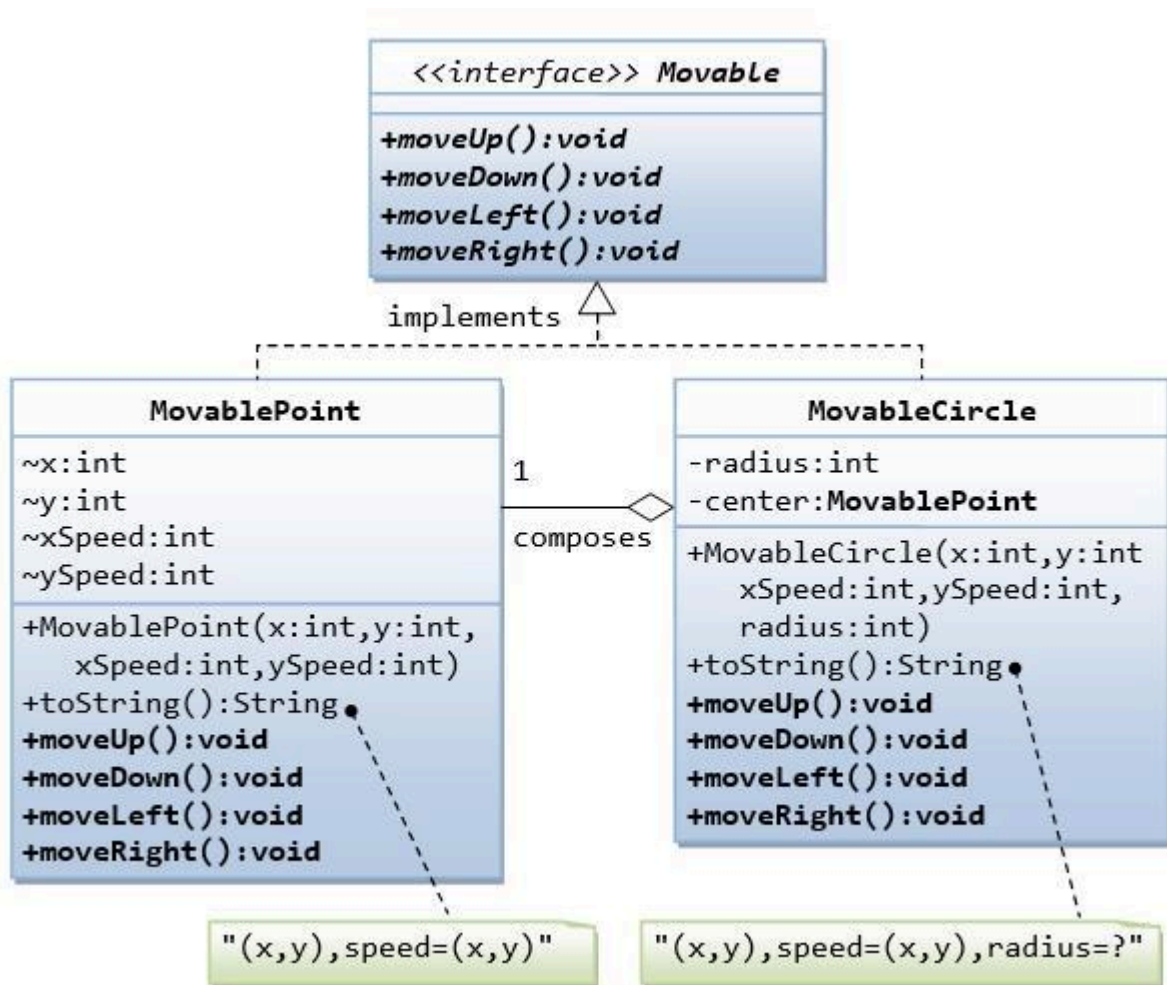 <<interface>> Movable
+moveUp():void
+moveDown():void
+moveLeft():void
+moveRight():void
implements
MovablePoint
~x:int
~y:int
~xSpeed:int
~ySpeed:int
+MovablePoint(x:int,y:int,
xSpeed:int,ySpeed:int)
+toString():String
+moveUp():void
+moveDown():void
+moveLeft():void
+moveRight():void
"(x,y),speed=(x,y)"
1
composes
MovableCircle
-radius:int
-center:MovablePoint
+MovableCircle(x:int,y:int
xSpeed:int,ySpeed:int,
radius:int)
+toString():String
+moveUp():void
+moveDown():void
+moveLeft():void
+moveRight():void
"(x,y),speed=(x,y),radius=?"